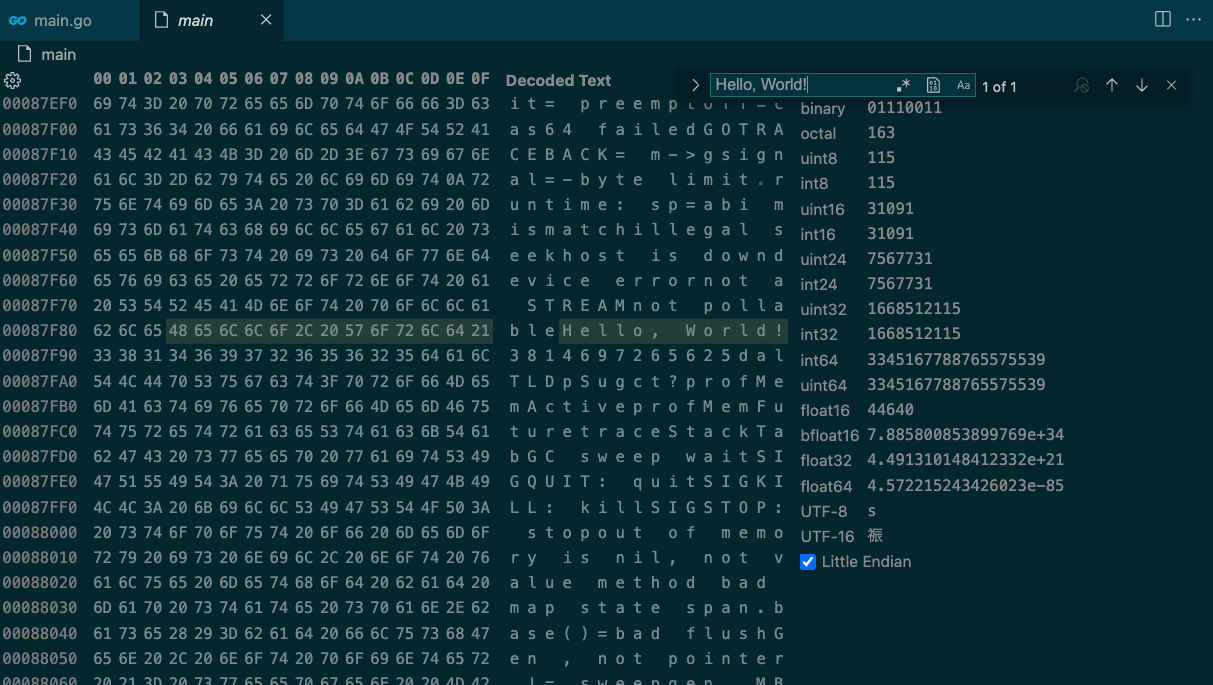 GO main.go main
main
00 01 02 03 04 05 06 07 08 09 0A 0B 0C 0D 0E 0F Decoded Text
Hello, World! Aa 1 of 1
00087EF0 69 74 3D 20 70 72 65 65 6D 70 74 6F 66 66 3D 63 it= preemptoff=c
binary 01110011
00087F00 61 73 36 34 20 66 61 69 6C 65 64 47 4F 54 52 41 as64 failedGOTRA
octal 163
00087F10 43 45 42 41 43 4B 3D 20 6D 2D 3E 67 73 69 67 6E CEBACK= m->gsign
uint8 115
00087F20 61 6C 3D 2D 62 79 74 65 20 6C 69 6D 69 74 0A 72 al=-byte limit.r
int8 115
00087F30 75 6E 74 69 6D 65 3A 20 73 70 3D 61 62 69 20 6D untime: sp=abi m
uint16 31091
00087F40 69 73 6D 61 74 63 68 69 6C 6C 65 67 61 6C 20 73 ismatchillegal s
int16 31091
00087F50 65 65 6B 68 6F 73 74 20 69 73 20 64 6F 77 6E 64 eekhost is downd
uint24 7567731
00087F60 65 76 69 63 65 20 65 72 72 6F 72 6E 6F 74 20 61 evice errornot a
int24 7567731
00087F70 20 53 54 52 45 41 4D 6E 6F 74 20 70 6F 6C 6C 61 STREAMnot polla
uint32 1668512115
00087F80 62 6C 65 48 65 6C 6C 6F 2C 20 57 6F 72 6C 64 21 bleHello, World!
int32 1668512115
00087F90 33 38 31 34 36 39 37 32 36 35 36 32 35 64 61 6C 3814697265625dal
int64 3345167788765575539
00087FA0 54 4C 44 70 53 75 67 63 74 3F 70 72 6F 66 4D 65 TLDpSugct?profMe
uint64 3345167788765575539
00087FB0 6D 41 63 74 69 76 65 70 72 6F 66 4D 65 6D 46 75 mActiveprofMemFu
float16 44640
00087FC0 74 75 72 65 74 72 61 63 65 53 74 61 63 6B 54 61 turetraceStackTa
bfloat16 7.885800853899769e+34
00087FD0 62 47 43 20 73 77 65 65 70 20 77 61 69 74 53 49 bGC sweep waitSI
float32 4.491310148412332e+21
00087FE0 47 51 55 49 54 3A 20 71 75 69 74 53 49 47 4B 49 GQUIT: quitSIGKI
float64 4.572215243426023e-85
00087FF0 4C 4C 3A 20 6B 69 6C 6C 53 49 47 53 54 4F 50 3A LL: killSIGSTOP:
UTF-8 s
00088000 20 73 74 6F 70 6F 75 74 20 6F 66 20 6D 65 6D 6F stopout of memo
UTF-16 祳
00088010 72 79 20 69 73 20 6E 69 6C 2C 20 6E 6F 74 20 76 ry is nil, not v
Little Endian
00088020 61 6C 75 65 20 6D 65 74 68 6F 64 20 62 61 64 20 alue method bad
00088030 6D 61 70 20 73 74 61 74 65 20 73 70 61 6E 2E 62 map state span.b
00088040 61 73 65 28 29 3D 62 61 64 20 66 6C 75 73 68 47 ase()=bad flushG
00088050 65 6E 20 2C 20 6E 6F 74 20 70 6F 69 6E 74 65 72 en , not pointer
00088060 20 21 3D 20 73 77 65 65 70 67 65 6E 20 20 4D 42 != sweepgen MB